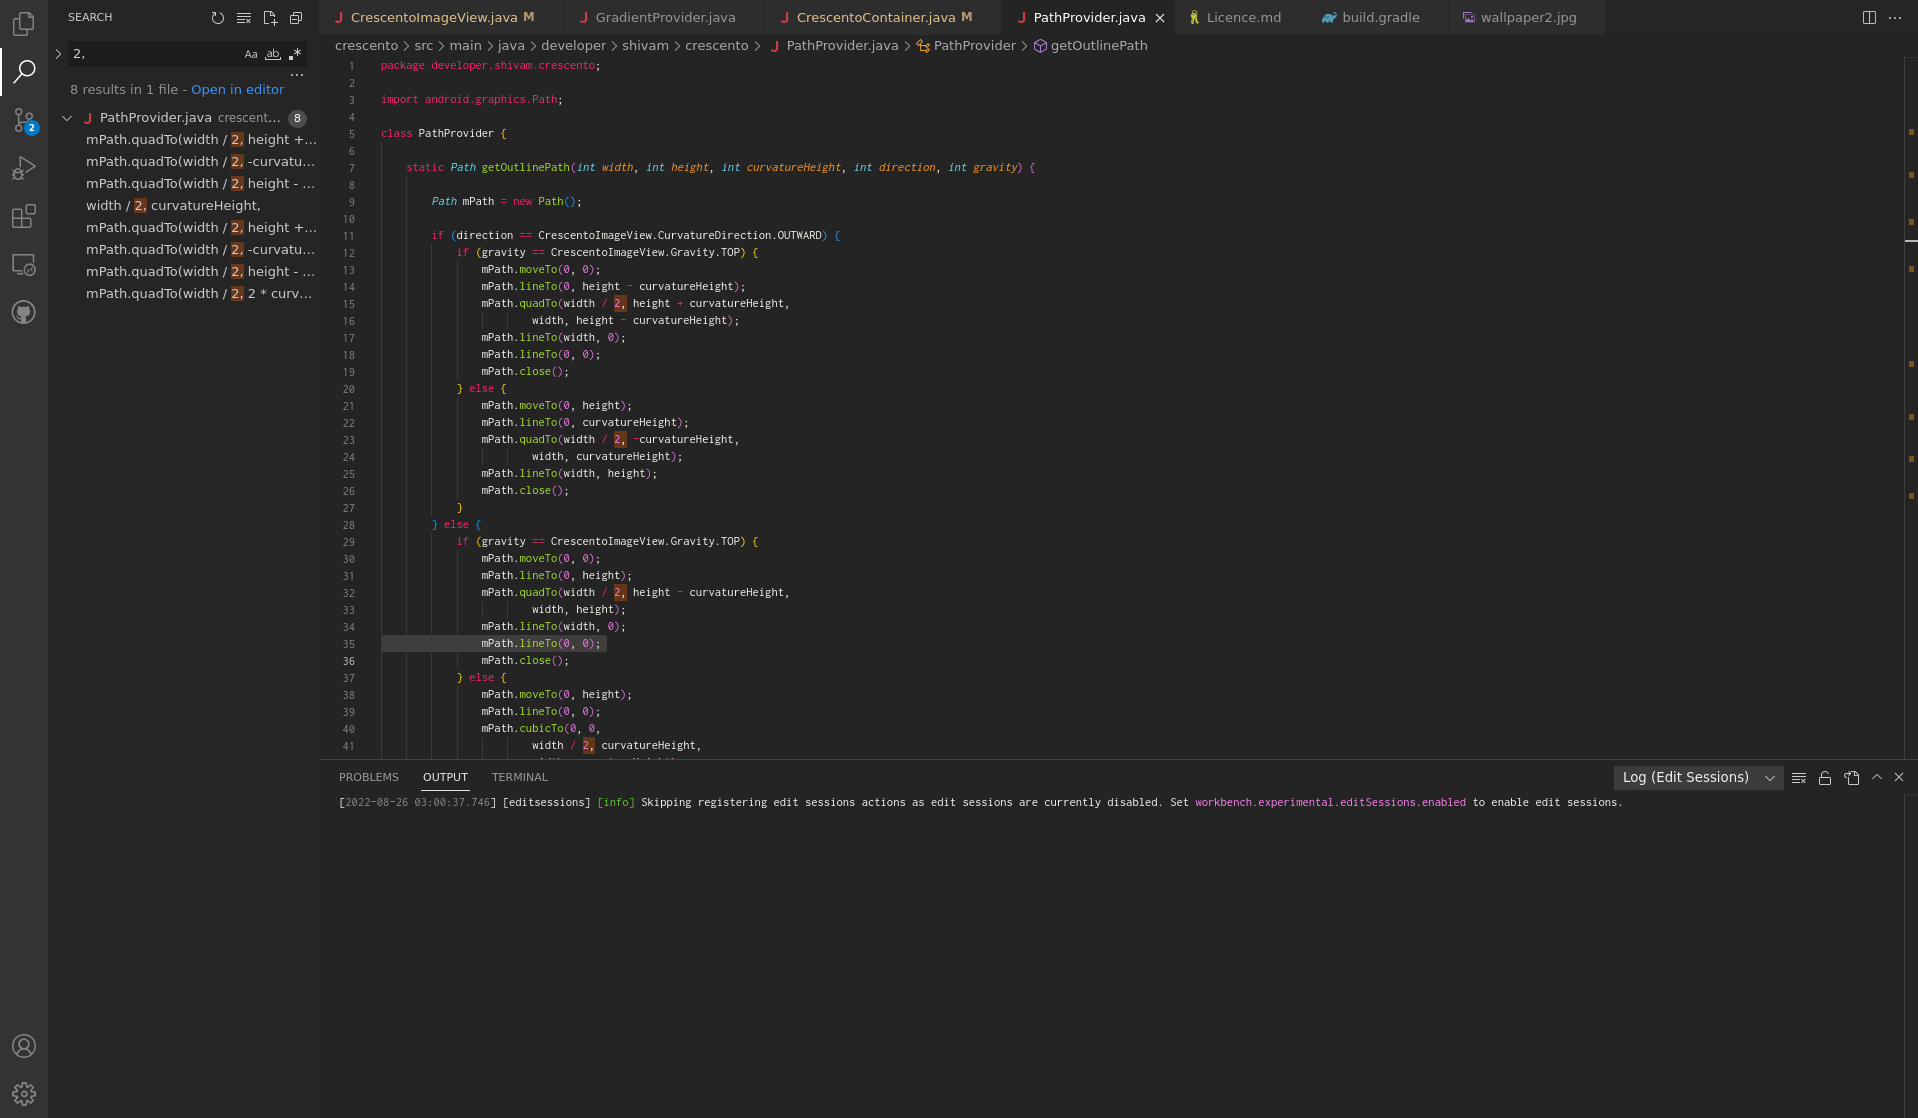 SEARCH
2,
Aa
ab
8 results in 1 file - Open in editor
PathProvider.java crescent... 8
mPath.quadTo(width / 2, height +...
mPath.quadTo(width / 2, -curvatu...
mPath.quadTo(width / 2, height - ...
width / 2, curvatureHeight,
mPath.quadTo(width / 2, height +...
mPath.quadTo(width / 2, -curvatu...
mPath.quadTo(width / 2, height - ...
mPath.quadTo(width / 2, 2 * curv...
2
CrescentoImageView.java M
GradientProvider.java
CrescentoContainer.java M
PathProvider.java
Licence.md
build.gradle
wallpaper2.jpg
crescento > src > main > java > developer > shivam > crescento > J PathProvider.java > PathProvider > getOutlinePath
1 package developer.shivam.crescento;
2
3 import android.graphics.Path;
4
5 class PathProvider {
6
7 static Path getOutlinePath(int width, int height, int curvatureHeight, int direction, int gravity) {
8
9 Path mPath = new Path();
10
11 if (direction == CrescentoImageView.CurvatureDirection.OUTWARD) {
12 if (gravity == CrescentoImageView.Gravity.TOP) {
13 mPath.moveTo(0, 0);
14 mPath.lineTo(0, height - curvatureHeight);
15 mPath.quadTo(width / 2, height + curvatureHeight,
16 width, height - curvatureHeight);
17 mPath.lineTo(width, 0);
18 mPath.lineTo(0, 0);
19 mPath.close();
20 } else {
21 mPath.moveTo(0, height);
22 mPath.lineTo(0, curvatureHeight);
23 mPath.quadTo(width / 2, -curvatureHeight,
24 width, curvatureHeight);
25 mPath.lineTo(width, height);
26 mPath.close();
27 }
28 } else {
29 if (gravity == CrescentoImageView.Gravity.TOP) {
30 mPath.moveTo(0, 0);
31 mPath.lineTo(0, height);
32 mPath.quadTo(width / 2, height - curvatureHeight,
33 width, height);
34 mPath.lineTo(width, 0);
35 mPath.lineTo(0, 0);
36 mPath.close();
37 } else {
38 mPath.moveTo(0, height);
39 mPath.lineTo(0, 0);
40 mPath.cubicTo(0, 0,
41 width / 2, curvatureHeight,
PROBLEMS OUTPUT TERMINAL
Log (Edit Sessions)
[2022-08-26 03:00:37.746] [editsessions] [info] Skipping registering edit sessions actions as edit sessions are currently disabled. Set workbench.experimental.editSessions.enabled to enable edit sessions.